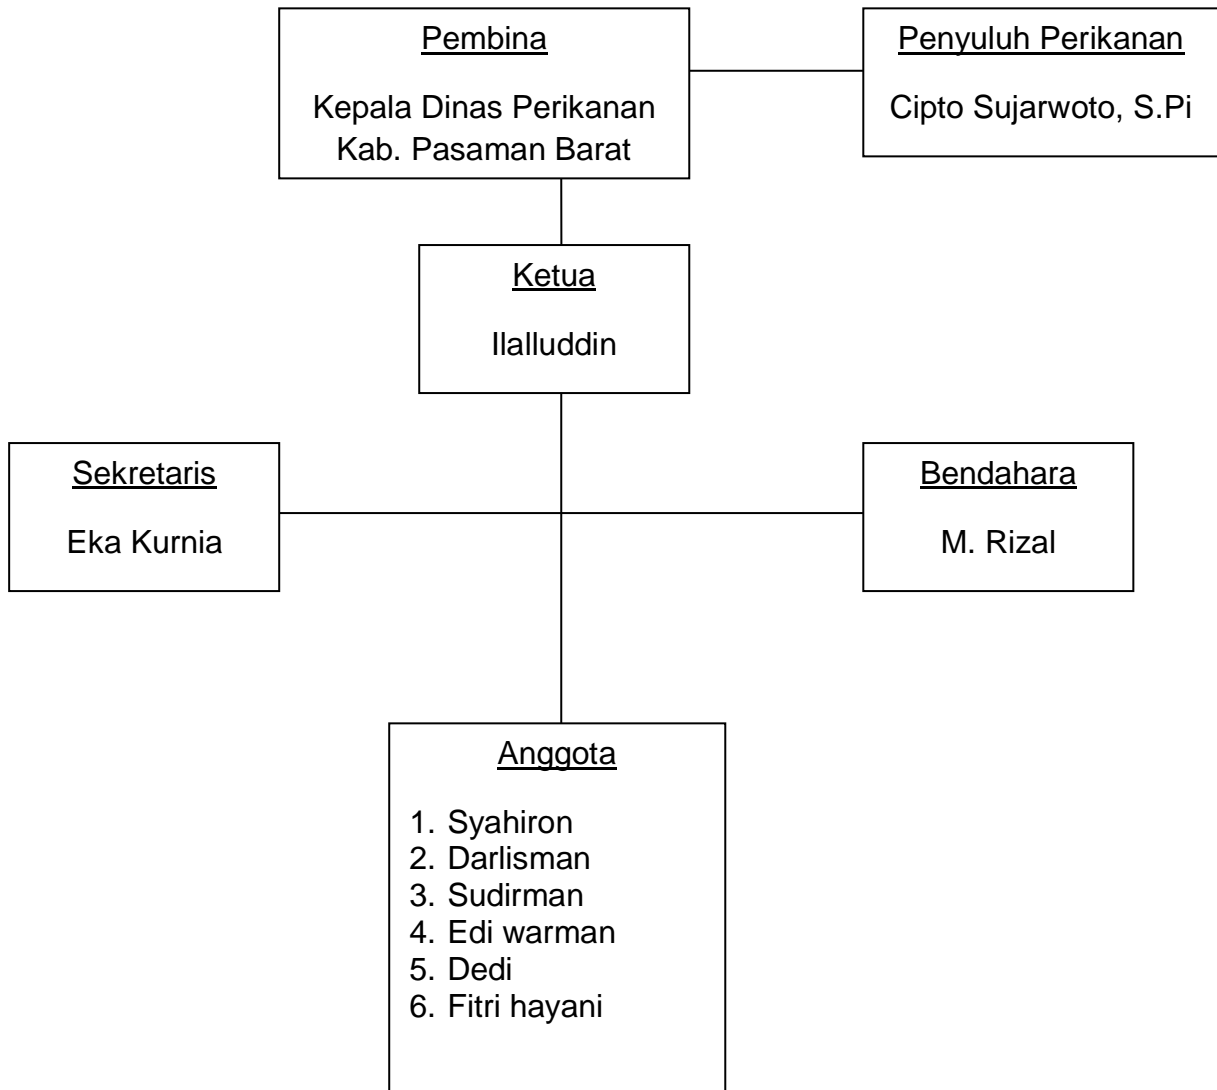 Pembina
Kepala Dinas Perikanan
Kab. Pasaman Barat
Penyuluh Perikanan
Cipto Sujarwoto, S.Pi
Ketua
Ilalluddin
Sekretaris
Eka Kurnia
Bendahara
M. Rizal
Anggota
1. Syahiron
2. Darlisman
3. Sudirman
4. Edi warman
5. Dedi
6. Fitri hayani